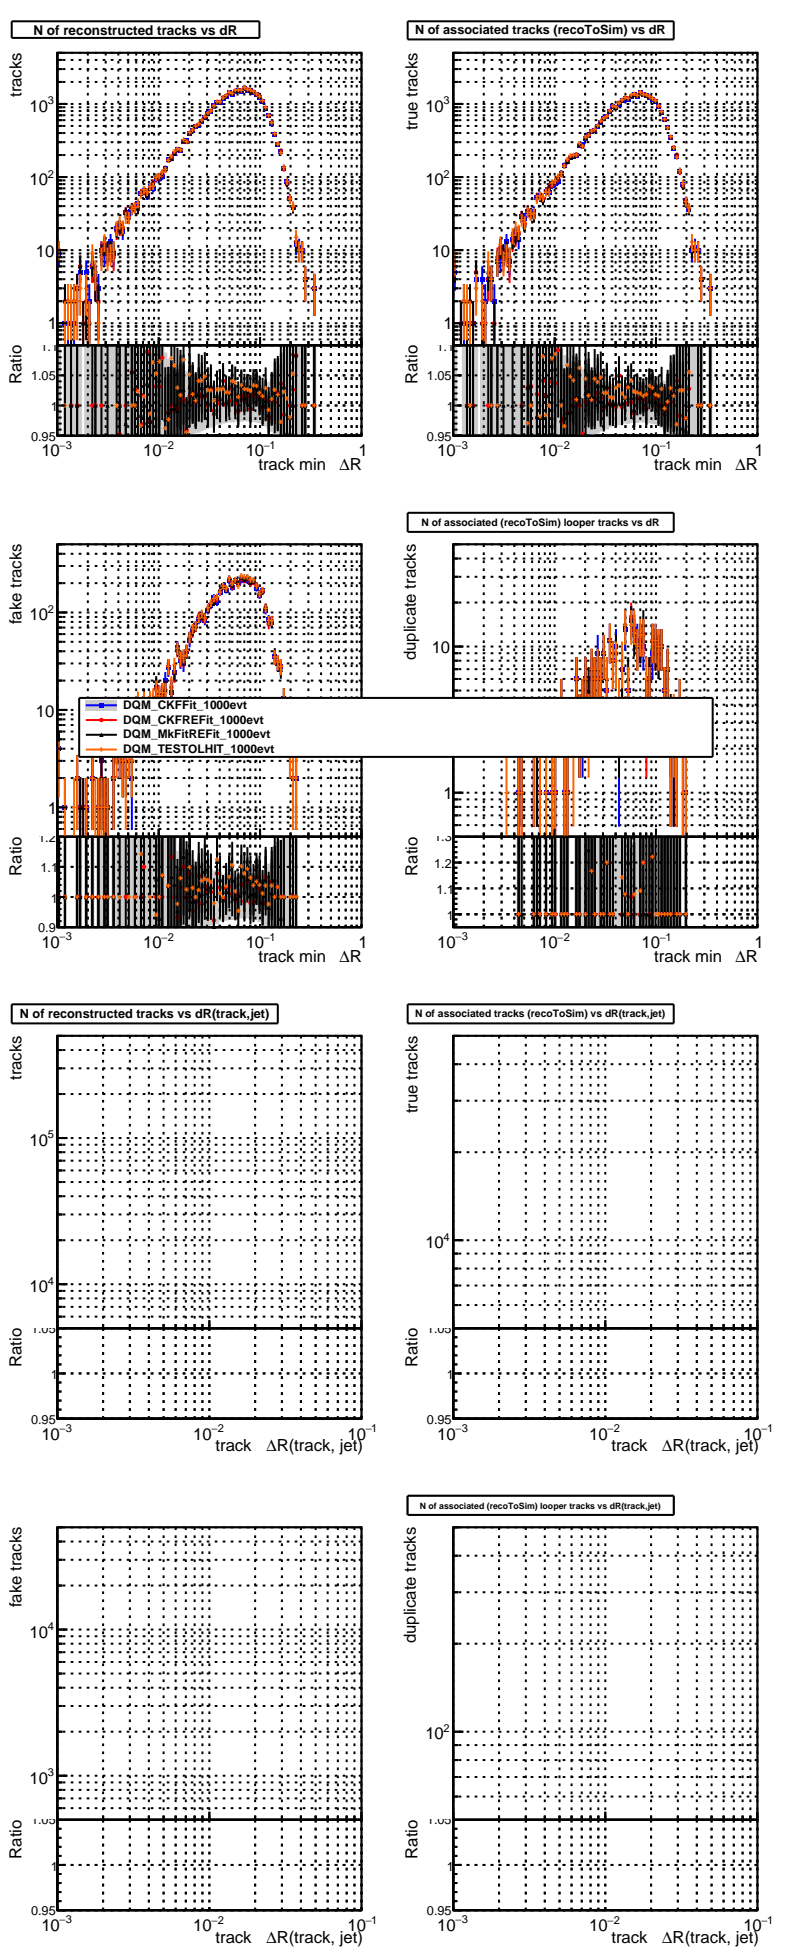 N of reconstructed tracks vs dR
N of associated tracks (recoToSim) vs dR
tracks
10³
10²
10
1
Ratio
1.1
1.05
1
0.95
10⁻³
10⁻²
10⁻¹
1
track min ΔR
true tracks
10³
10²
10
1
Ratio
1.1
1.05
1
0.95
10⁻³
10⁻²
10⁻¹
1
track min ΔR
N of associated (recoToSim) looper tracks vs dR
fake tracks
10²
10
1
Ratio
1.2
1.1
1
0.9
10⁻³
10⁻²
10⁻¹
1
track min ΔR
duplicate tracks
10
1
Ratio
1.3
1.2
1.1
1
10⁻³
10⁻²
10⁻¹
1
track min ΔR
DQM_CKFFit_1000evt
DQM_CKFREFit_1000evt
DQM_MkFitREFit_1000evt
DQM_TESTOLHIT_1000evt
N of reconstructed tracks vs dR(track,jet)
N of associated tracks (recoToSim) vs dR(track,jet)
tracks
10⁵
10⁴
Ratio
1.05
1
0.95
10⁻³
10⁻²
10⁻¹
track ΔR(track, jet)
true tracks
10⁴
Ratio
1.05
1
0.95
10⁻³
10⁻²
10⁻¹
track ΔR(track, jet)
N of associated (recoToSim) looper tracks vs dR(track,jet)
fake tracks
10⁴
10³
Ratio
1.05
1
0.95
10⁻³
10⁻²
10⁻¹
track ΔR(track, jet)
duplicate tracks
10²
Ratio
1.05
1
0.95
10⁻³
10⁻²
10⁻¹
track ΔR(track, jet)